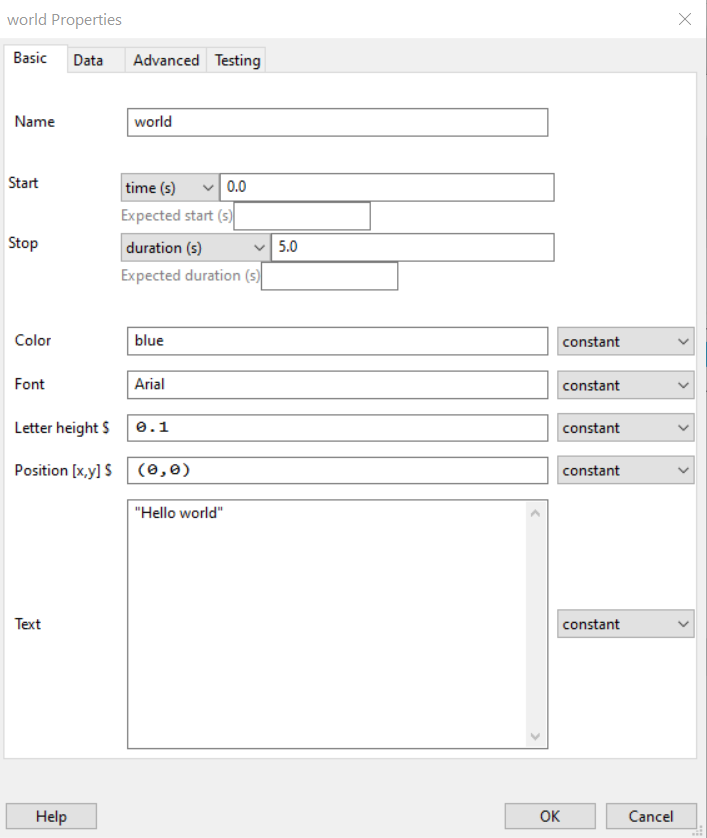 world Properties
Basic Data Advanced Testing
Name world
Start time (s) 0.0
Expected start (s)
Stop duration (s) 5.0
Expected duration (s)
Color blue constant
Font Arial constant
Letter height $ 0.1 constant
Position [x,y] $ (0,0) constant
"Hello world"
Text constant
Help OK Cancel